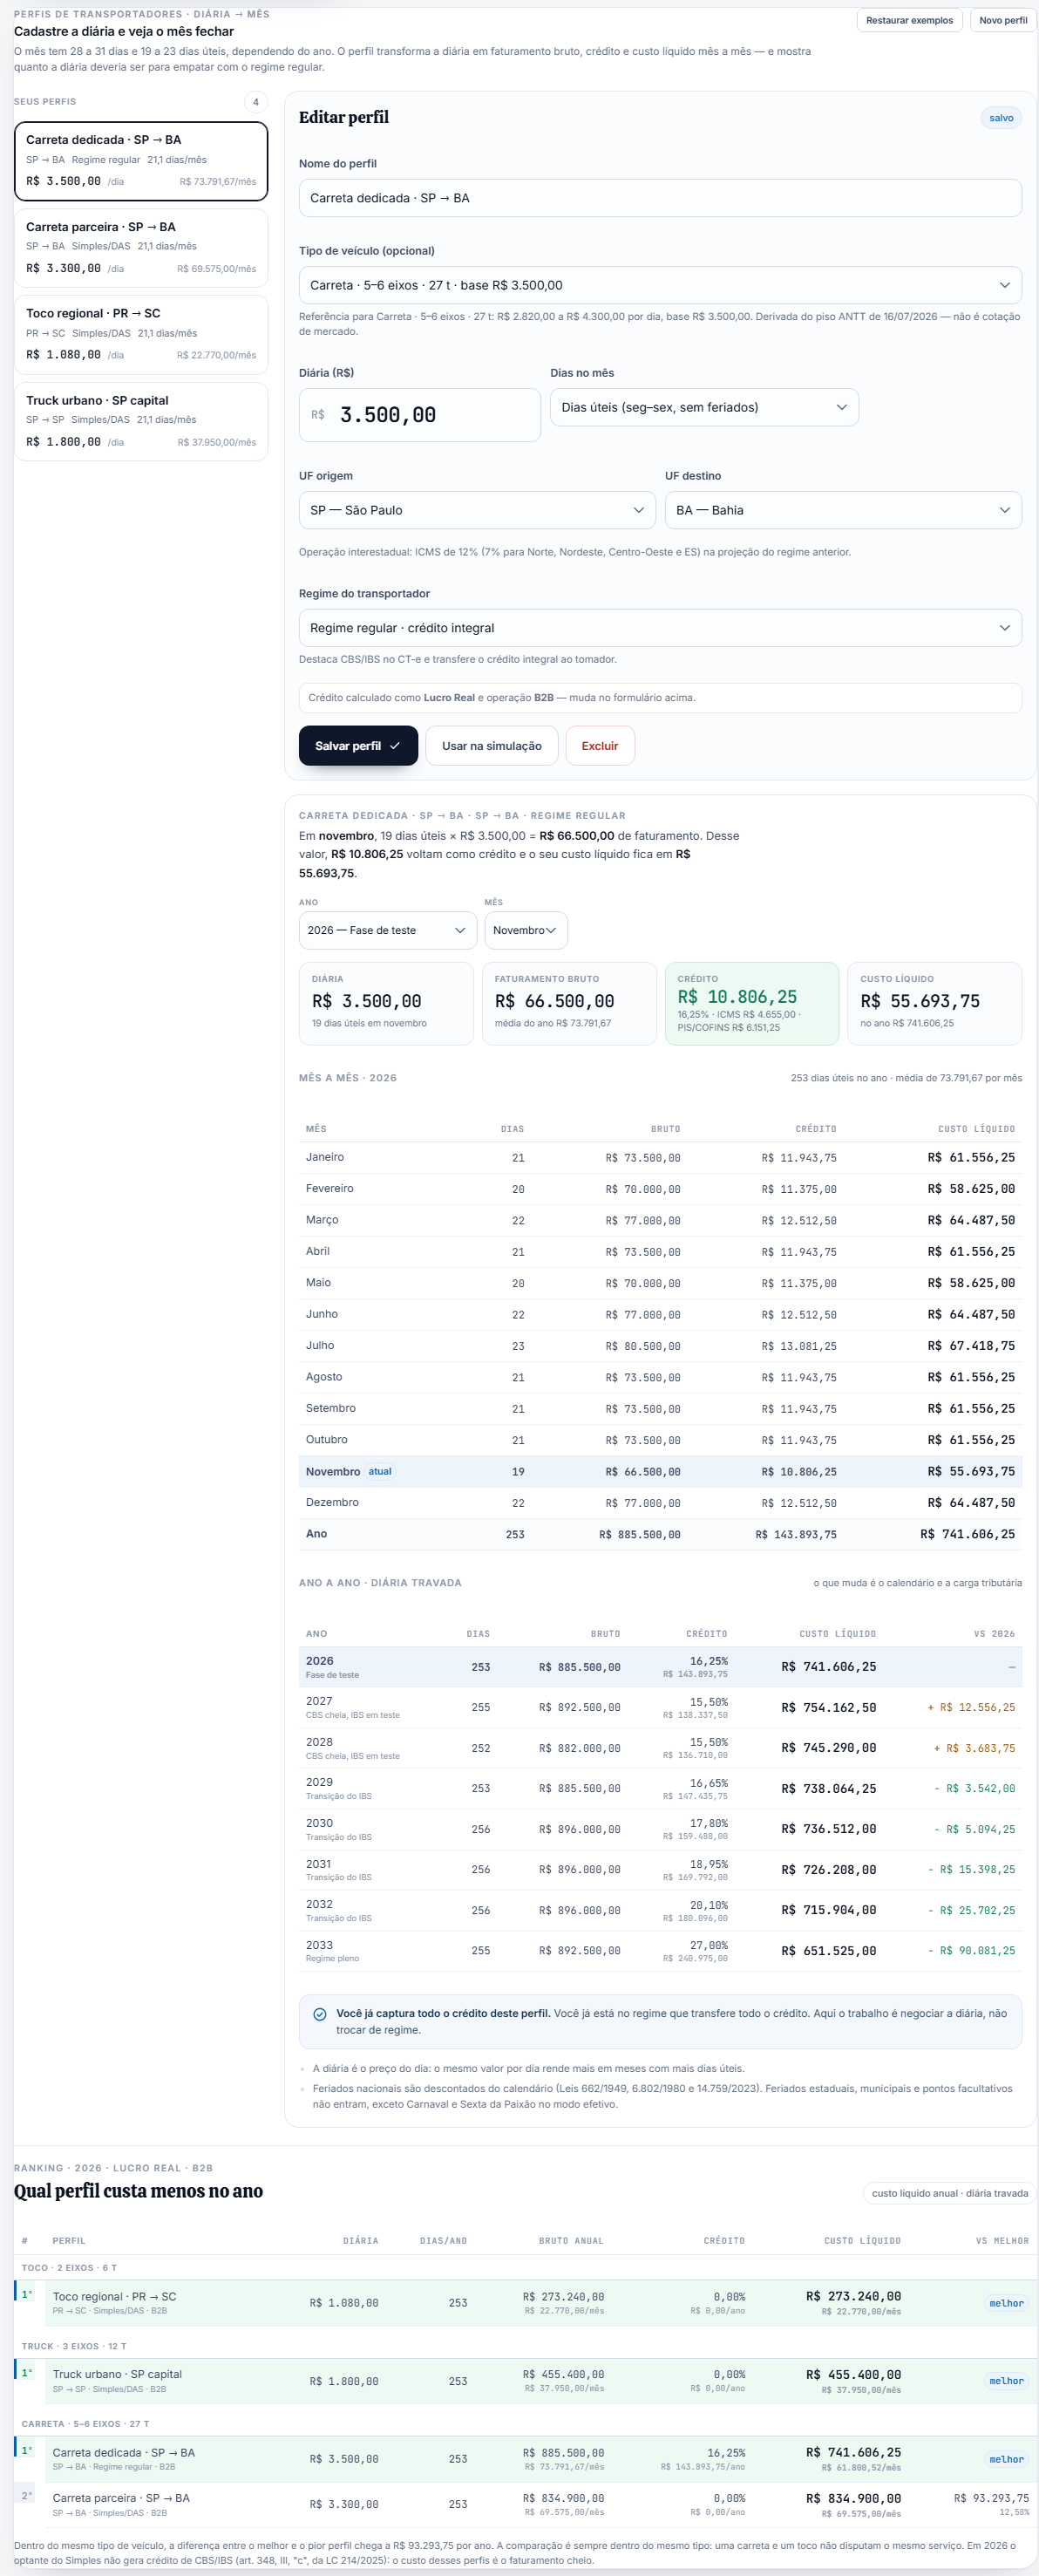 PERFIS DE TRANSPORTADORES · DIÁRIA → MÊS
Cadastre a diária e veja o mês fechar
O mês tem 28 a 31 dias e 19 a 23 dias úteis, dependendo do ano. O perfil transforma a diária em faturamento bruto, crédito e custo líquido mês a mês — e mostra
quanto a diária deveria ser para empatar com o regime regular.
Restaurar exemplos
Novo perfil
SEUS PERFIS
4
Carreta dedicada · SP → BA
SP → BA Regime regular 21,1 dias/mês
R$ 3.500,00 /dia R$ 73.791,67/mês
Carreta parceira · SP → BA
SP → BA Simples/DAS 21,1 dias/mês
R$ 3.300,00 /dia R$ 69.575,00/mês
Toco regional · PR → SC
PR → SC Simples/DAS 21,1 dias/mês
R$ 1.080,00 /dia R$ 22.770,00/mês
Truck urbano · SP capital
SP → SP Simples/DAS 21,1 dias/mês
R$ 1.800,00 /dia R$ 37.950,00/mês
Editar perfil
salvo
Nome do perfil
Carreta dedicada · SP → BA
Tipo de veículo (opcional)
Carreta · 5–6 eixos · 27 t · base R$ 3.500,00
Referência para Carreta · 5–6 eixos · 27 t: R$ 2.820,00 a R$ 4.300,00 por dia, base R$ 3.500,00. Derivada do piso ANTT de 16/07/2026 — não é cotação
de mercado.
Diária (R$) Dias no mês
R$ 3.500,00 Dias úteis (seg–sex, sem feriados)
UF origem UF destino
SP — São Paulo BA — Bahia
Operação interestadual: ICMS de 12% (7% para Norte, Nordeste, Centro-Oeste e ES) na projeção do regime anterior.
Regime do transportador
Regime regular · crédito integral
Destaca CBS/IBS no CT-e e transfere o crédito integral ao tomador.
Crédito calculado como Lucro Real e operação B2B — muda no formulário acima.
Salvar perfil Usar na simulação Excluir
CARRETA DEDICADA · SP → BA · SP → BA · REGIME REGULAR
Em novembro, 19 dias úteis × R$ 3.500,00 = R$ 66.500,00 de faturamento. Desse
valor, R$ 10.806,25 voltam como crédito e o seu custo líquido fica em R$
55.693,75.
ANO MÊS
2026 — Fase de teste Novembro
DIÁRIA
R$ 3.500,00
19 dias úteis em novembro
FATURAMENTO BRUTO
R$ 66.500,00
média do ano R$ 73.791,67
CRÉDITO
R$ 10.806,25
16,25% · ICMS R$ 4.655,00 ·
PIS/COFINS R$ 6.151,25
CUSTO LÍQUIDO
R$ 55.693,75
no ano R$ 741.606,25
MÊS A MÊS · 2026 253 dias úteis no ano · média de 73.791,67 por mês
MÊS DIAS BRUTO CRÉDITO CUSTO LÍQUIDO
Janeiro 21 R$ 73.500,00 R$ 11.943,75 R$ 61.556,25
Fevereiro 20 R$ 70.000,00 R$ 11.375,00 R$ 58.625,00
Março 22 R$ 77.000,00 R$ 12.512,50 R$ 64.487,50
Abril 21 R$ 73.500,00 R$ 11.943,75 R$ 61.556,25
Maio 20 R$ 70.000,00 R$ 11.375,00 R$ 58.625,00
Junho 22 R$ 77.000,00 R$ 12.512,50 R$ 64.487,50
Julho 23 R$ 80.500,00 R$ 13.081,25 R$ 67.418,75
Agosto 21 R$ 73.500,00 R$ 11.943,75 R$ 61.556,25
Setembro 21 R$ 73.500,00 R$ 11.943,75 R$ 61.556,25
Outubro 21 R$ 73.500,00 R$ 11.943,75 R$ 61.556,25
Novembro atual 19 R$ 66.500,00 R$ 10.806,25 R$ 55.693,75
Dezembro 22 R$ 77.000,00 R$ 12.512,50 R$ 64.487,50
Ano 253 R$ 885.500,00 R$ 143.893,75 R$ 741.606,25
ANO A ANO · DIÁRIA TRAVADA o que muda é o calendário e a carga tributária
ANO DIAS BRUTO CRÉDITO CUSTO LÍQUIDO VS 2026
2026 253 R$ 885.500,00 16,25% R$ 741.606,25 —
Fase de teste R$ 143.893,75
2027 255 R$ 892.500,00 15,50% R$ 754.162,50 + R$ 12.556,25
CBS cheia, IBS em teste R$ 138.337,50
2028 252 R$ 882.000,00 15,50% R$ 745.290,00 + R$ 3.683,75
CBS cheia, IBS em teste R$ 136.710,00
2029 253 R$ 885.500,00 16,65% R$ 738.064,25 - R$ 3.542,00
Transição do IBS R$ 147.435,75
2030 256 R$ 896.000,00 17,80% R$ 736.512,00 - R$ 5.094,25
Transição do IBS R$ 159.488,00
2031 256 R$ 896.000,00 18,95% R$ 726.208,00 - R$ 15.398,25
Transição do IBS R$ 169.792,00
2032 256 R$ 896.000,00 20,10% R$ 715.904,00 - R$ 25.702,25
Transição do IBS R$ 180.096,00
2033 255 R$ 892.500,00 27,00% R$ 651.525,00 - R$ 90.081,25
Regime pleno R$ 240.975,00
Você já captura todo o crédito deste perfil. Você já está no regime que transfere todo o crédito. Aqui o trabalho é negociar a diária, não
trocar de regime.
A diária é o preço do dia: o mesmo valor por dia rende mais em meses com mais dias úteis.
Feriados nacionais são descontados do calendário (Leis 662/1949, 6.802/1980 e 14.759/2023). Feriados estaduais, municipais e pontos facultativos
não entram, exceto Carnaval e Sexta da Paixão no modo efetivo.
RANKING · 2026 · LUCRO REAL · B2B
Qual perfil custa menos no ano
custo líquido anual · diária travada
# PERFIL DIÁRIA DIAS/ANO BRUTO ANUAL CRÉDITO CUSTO LÍQUIDO VS MELHOR
TOCO · 2 EIXOS · 6 T
1º Toco regional · PR → SC R$ 1.080,00 253 R$ 273.240,00 0,00% R$ 273.240,00 melhor
PR → SC · Simples/DAS · B2B R$ 22.770,00/mês R$ 0,00/ano R$ 22.770,00/mês
TRUCK · 3 EIXOS · 12 T
1º Truck urbano · SP capital R$ 1.800,00 253 R$ 455.400,00 0,00% R$ 455.400,00 melhor
SP → SP · Simples/DAS · B2B R$ 37.950,00/mês R$ 0,00/ano R$ 37.950,00/mês
CARRETA · 5–6 EIXOS · 27 T
1º Carreta dedicada · SP → BA R$ 3.500,00 253 R$ 885.500,00 16,25% R$ 741.606,25 melhor
SP → BA · Regime regular · B2B R$ 73.791,67/mês R$ 143.893,75/ano R$ 61.800,52/mês
2º Carreta parceira · SP → BA R$ 3.300,00 253 R$ 834.900,00 0,00% R$ 834.900,00 R$ 93.293,75
SP → BA · Simples/DAS · B2B R$ 69.575,00/mês R$ 0,00/ano R$ 69.575,00/mês 12,58%
Dentro do mesmo tipo de veículo, a diferença entre o melhor e o pior perfil chega a R$ 93.293,75 por ano. A comparação é sempre dentro do mesmo tipo: uma carreta e um toco não disputam o mesmo serviço. Em 2026 o
optante do Simples não gera crédito de CBS/IBS (art. 348, III, "c", da LC 214/2025): o custo desses perfis é o faturamento cheio.